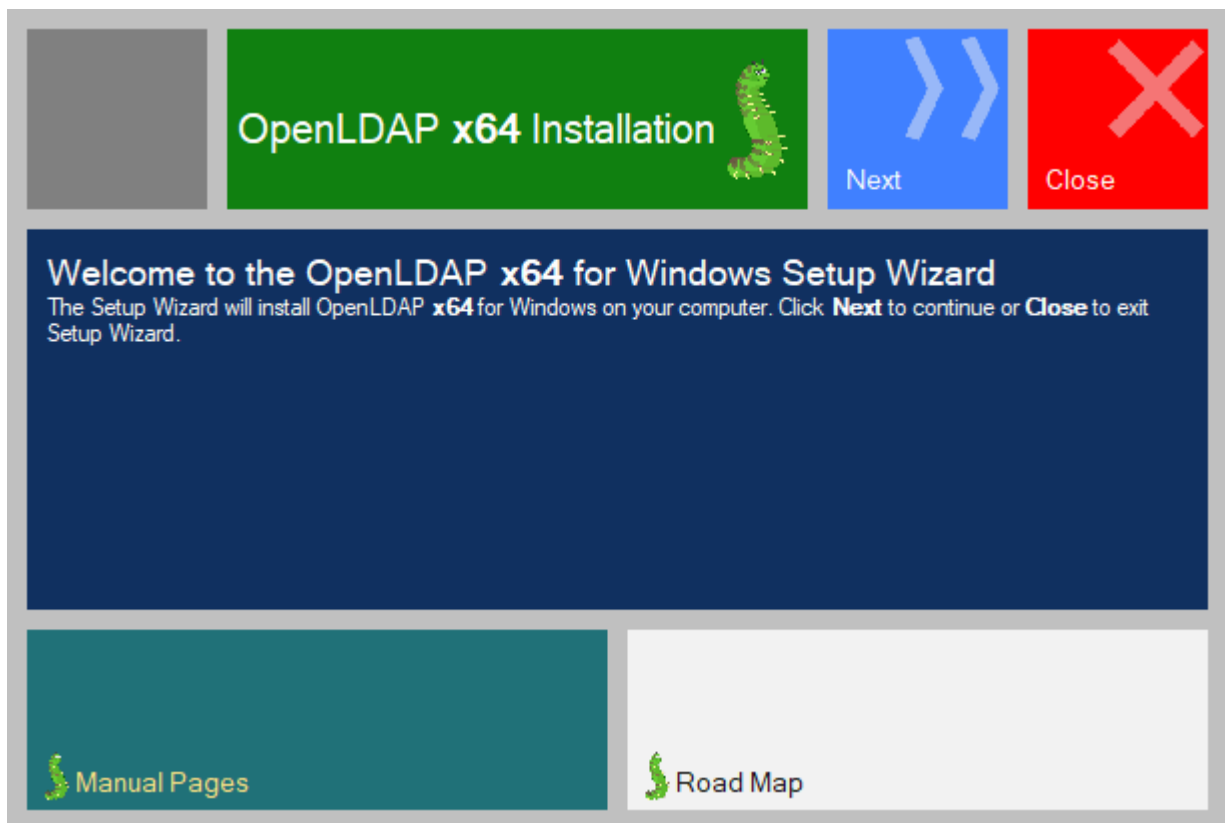 OpenLDAP x64 Installation
Next
Close
Welcome to the OpenLDAP x64 for Windows Setup Wizard
The Setup Wizard will install OpenLDAP x64 for Windows on your computer. Click Next to continue or Close to exit
Setup Wizard.
Manual Pages
Road Map